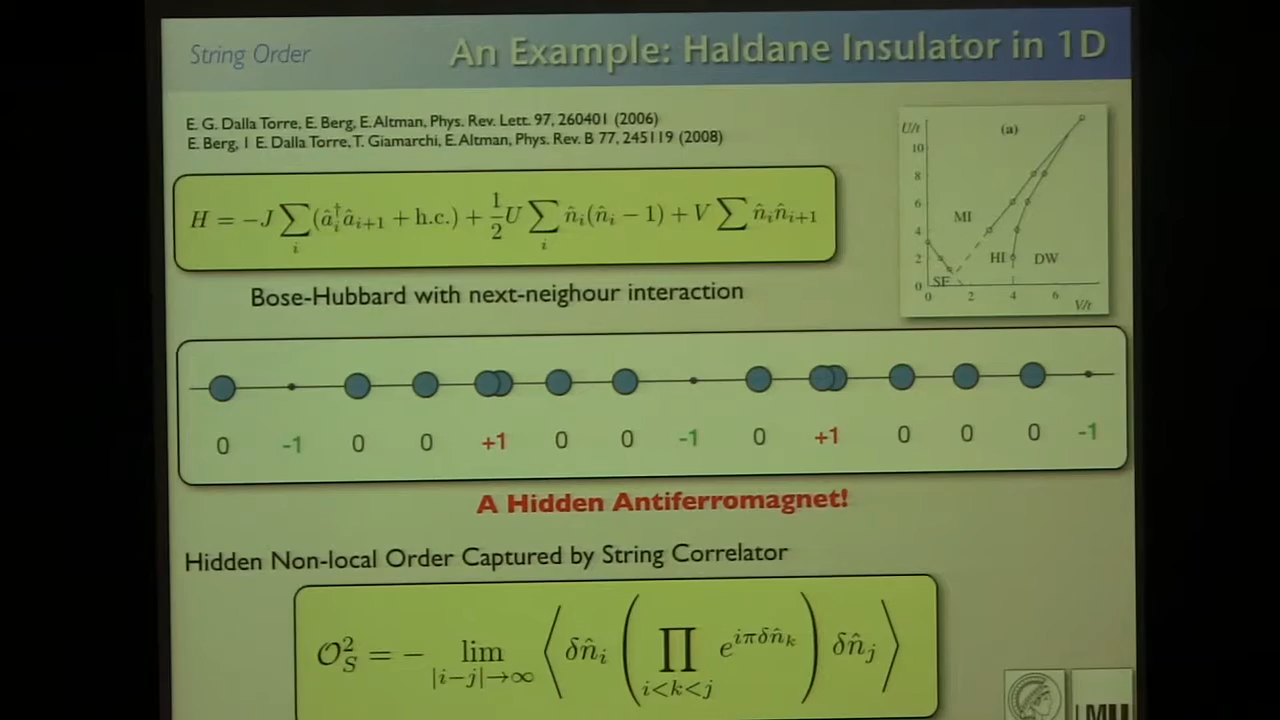 String Order
An Example: Haldane Insulator in 1D
E. G. Dalla Torre, E. Berg, E. Altman, Phys. Rev. Lett. 97, 260401 (2006)
E. Berg, I E. Dalla Torre, T. Giamarchi, E. Altman, Phys. Rev. B 77, 245119 (2008)
H = −J ∑_i (â_i† â_{i+1} + h.c.) + 1/2 U ∑_i n̂_i(n̂_i − 1) + V ∑ n̂_i n̂_{i+1}
Bose-Hubbard with next-neighour interaction
U/t
(a)
10
8
6
4
2
0
MI
HI
DW
SF
0 2 4 6
V/t
0 -1 0 0 +1 0 0 -1 0 +1 0 0 0 -1
A Hidden Antiferromagnet!
Hidden Non-local Order Captured by String Correlator
O_S^2 = − lim_{|i−j|→∞} ⟨ δn̂_i ( ∏_{i<k<j} e^{iπδn̂_k} ) δn̂_j ⟩
LMU